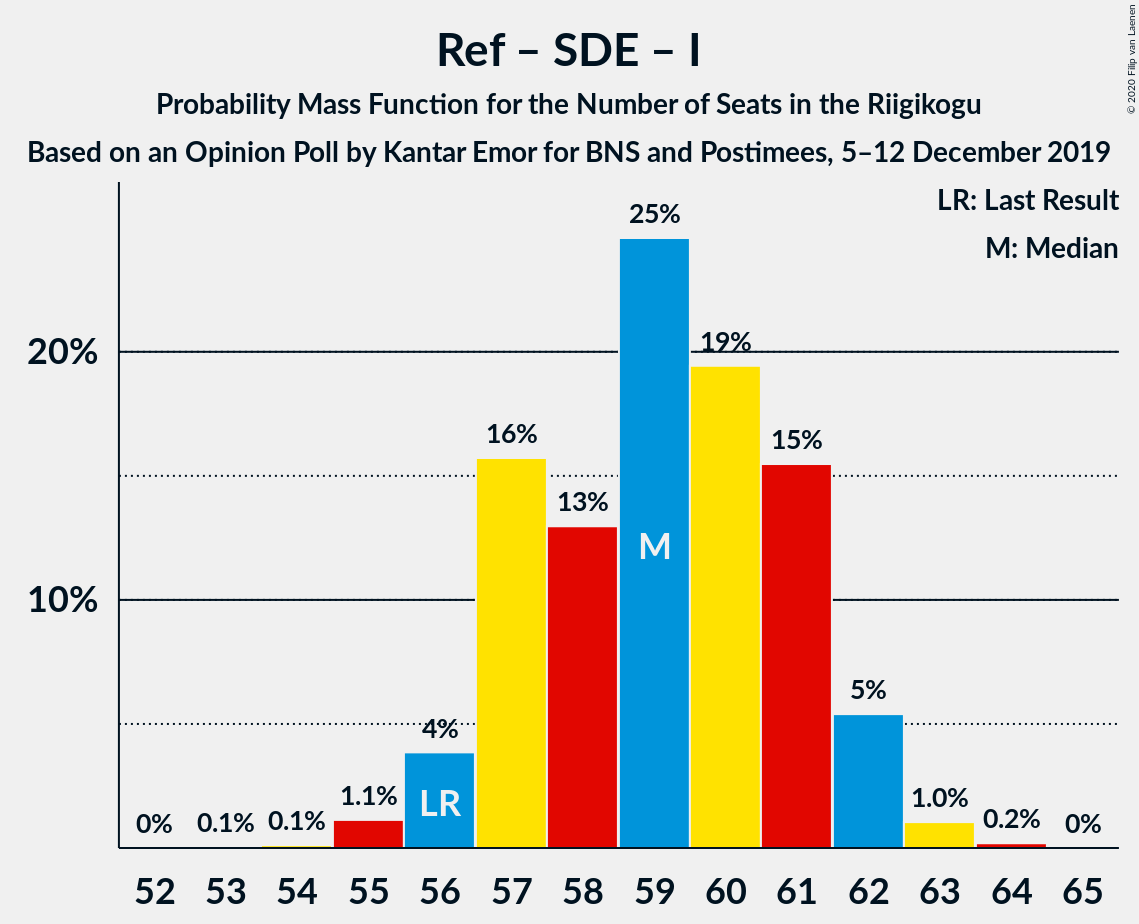 Ref – SDE – I
Probability Mass Function for the Number of Seats in the Riigikogu
Based on an Opinion Poll by Kantar Emor for BNS and Postimees, 5–12 December 2019
© 2020 Filip van Laenen
LR: Last Result
M: Median
20%
10%
0% 0.1% 0.1% 1.1% 4% 16% 13% 25% 19% 15% 5% 1.0% 0.2% 0%
LR M
52 53 54 55 56 57 58 59 60 61 62 63 64 65